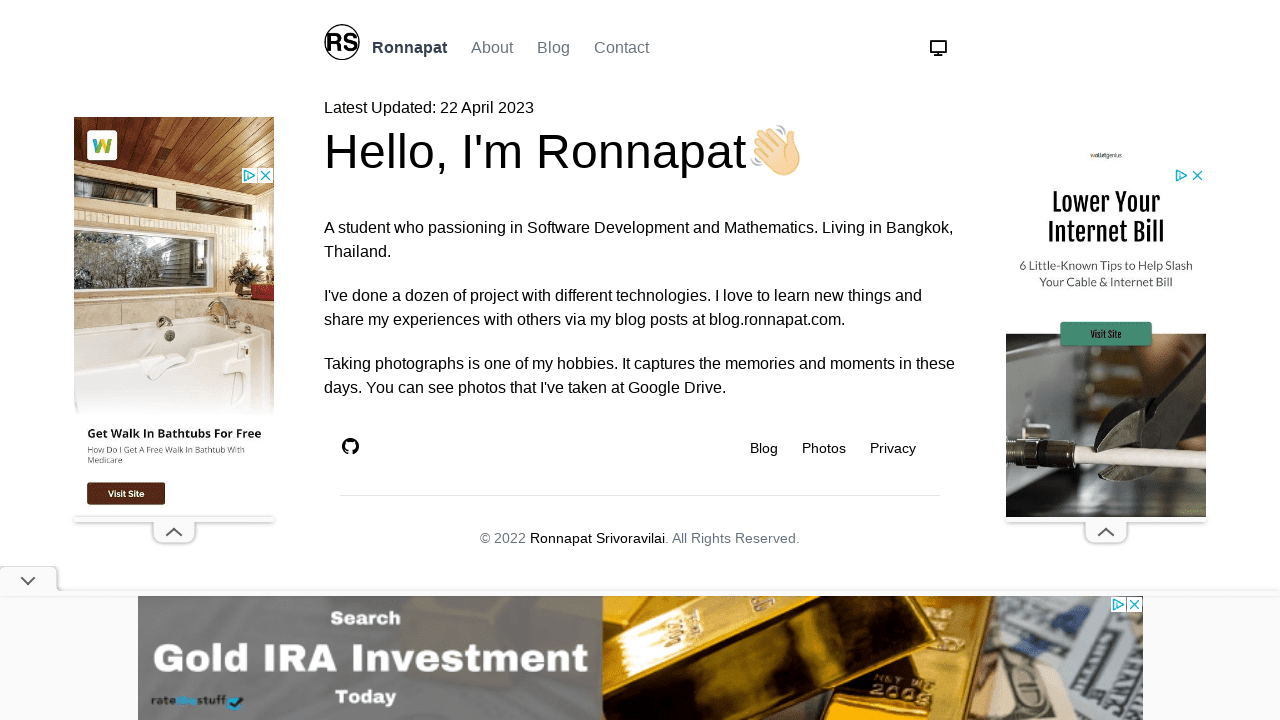 RS Ronnapat About Blog Contact
Latest Updated: 22 April 2023
Hello, I'm Ronnapat
A student who passioning in Software Development and Mathematics. Living in Bangkok,
Thailand.
I've done a dozen of project with different technologies. I love to learn new things and
share my experiences with others via my blog posts at blog.ronnapat.com.
Taking photographs is one of my hobbies. It captures the memories and moments in these
days. You can see photos that I've taken at Google Drive.
Blog Photos Privacy
© 2022 Ronnapat Srivoravilai. All Rights Reserved.
W
Get Walk In Bathtubs For Free
How Do I Get A Free Walk In Bathtub With
Medicare
Visit Site
walletgenius
Lower Your
Internet Bill
6 Little-Known Tips to Help Slash
Your Cable & Internet Bill
Visit Site
Search
Gold IRA Investment
Today
ratemystuff